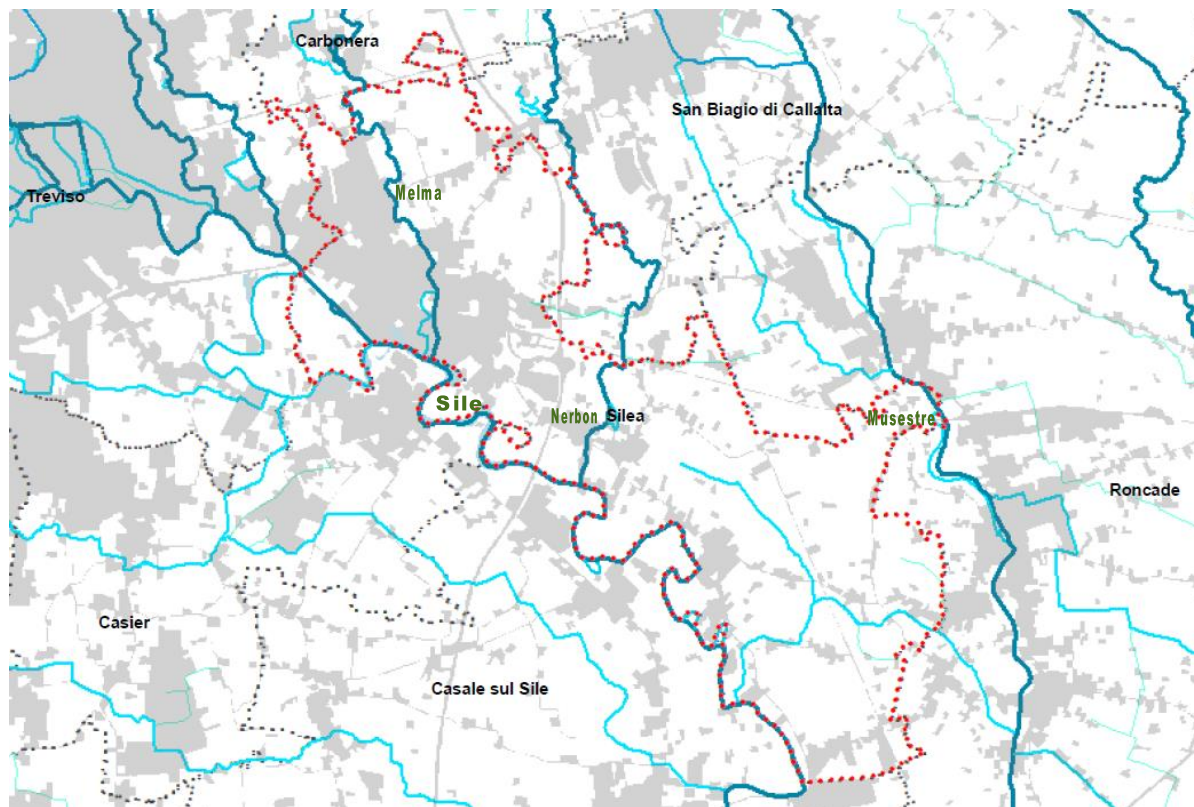 Carbonera
San Biagio di Callalta
Melma
Treviso
Sile
Nerbon
Silea
Musestre
Roncade
Casier
Casale sul Sile